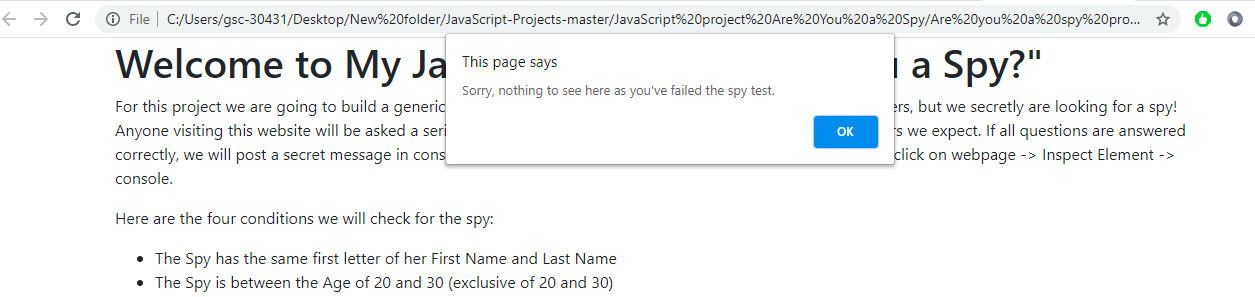 File C:/Users/gsc-30431/Desktop/New%20folder/JavaScript-Projects-master/JavaScript%20project%20Are%20You%20a%20Spy/Are%20you%20a%20spy%20pro...
Welcome to My Ja a Spy?"
This page says
Sorry, nothing to see here as you've failed the spy test.
OK
For this project we are going to build a generic , but we secretly are looking for a spy!
Anyone visiting this website will be asked a seri we expect. If all questions are answered
correctly, we will post a secret message in cons click on webpage -> Inspect Element ->
console.
Here are the four conditions we will check for the spy:
• The Spy has the same first letter of her First Name and Last Name
• The Spy is between the Age of 20 and 30 (exclusive of 20 and 30)